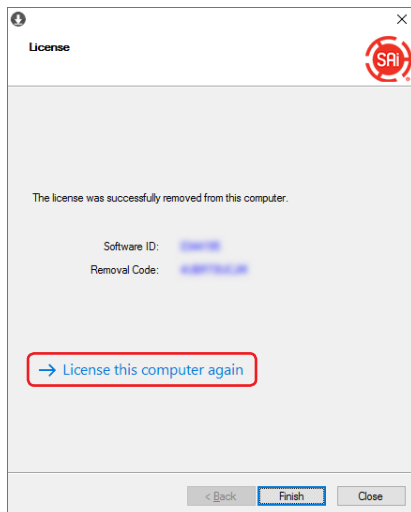 License
SAi
The license was successfully removed from this computer.
Software ID:
Removal Code:
→ License this computer again
< Back
Finish
Close